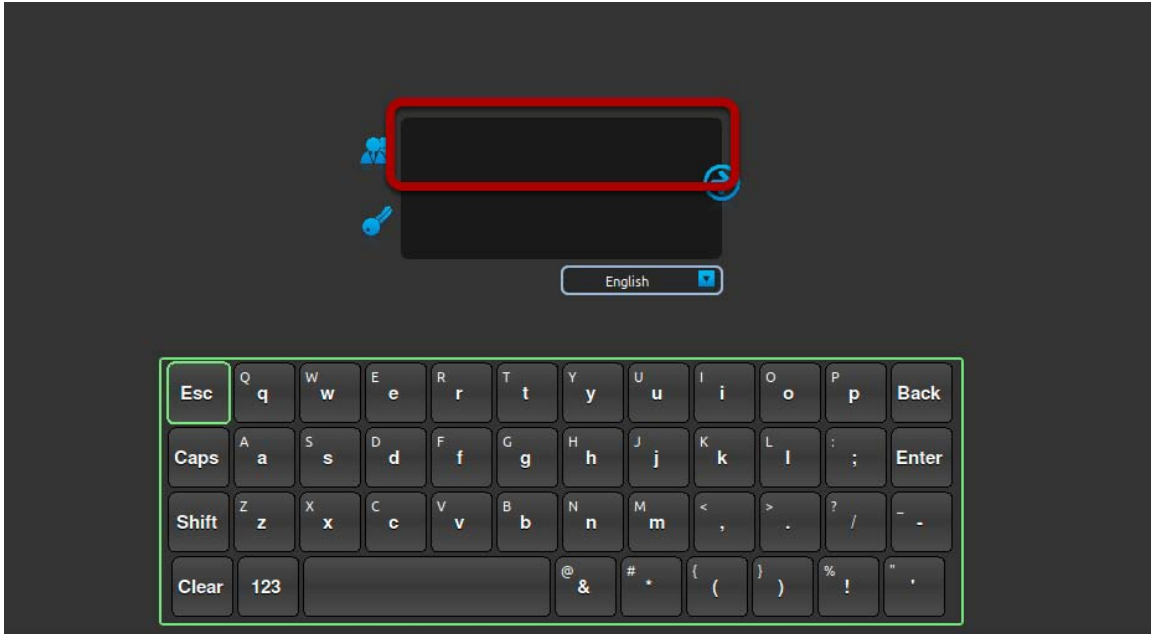 English
Esc Q q W w E e R r T t Y y U u I i O o P p Back
Caps A a S s D d F f G g H h J j K k L l : ; Enter
Shift Z z X x C c V v B b N n M m < , > . ? / _ -
Clear 123 @ & # * { ( } ) % ! " '